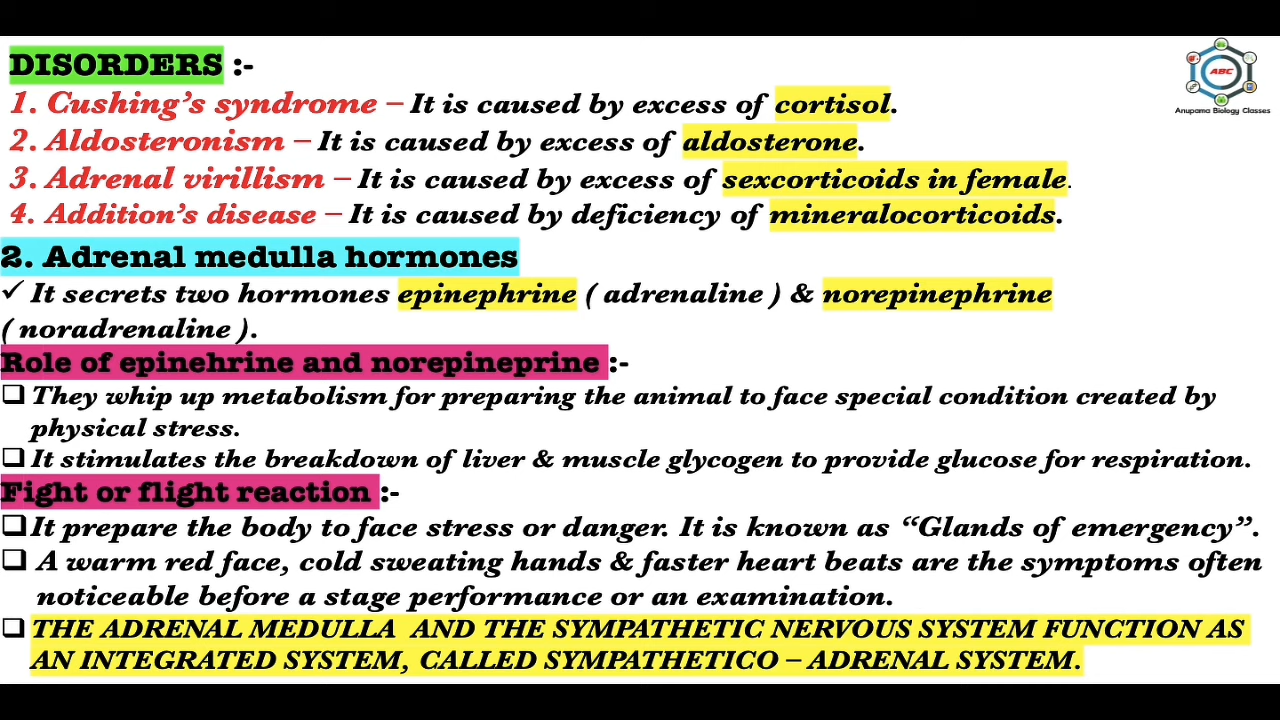 DISORDERS :-
ABC
Anupama Biology Classes
1. Cushing's syndrome – It is caused by excess of cortisol.
2. Aldosteronism – It is caused by excess of aldosterone.
3. Adrenal virillism – It is caused by excess of sexcorticoids in female.
4. Addition's disease – It is caused by deficiency of mineralocorticoids.
2. Adrenal medulla hormones
✓ It secrets two hormones epinephrine ( adrenaline ) & norepinephrine
( noradrenaline ).
Role of epinehrine and norepineprine :-
❑ They whip up metabolism for preparing the animal to face special condition created by
physical stress.
❑ It stimulates the breakdown of liver & muscle glycogen to provide glucose for respiration.
Fight or flight reaction :-
❑ It prepare the body to face stress or danger. It is known as “Glands of emergency”.
❑ A warm red face, cold sweating hands & faster heart beats are the symptoms often
noticeable before a stage performance or an examination.
❑ THE ADRENAL MEDULLA AND THE SYMPATHETIC NERVOUS SYSTEM FUNCTION AS
AN INTEGRATED SYSTEM, CALLED SYMPATHETICO – ADRENAL SYSTEM.